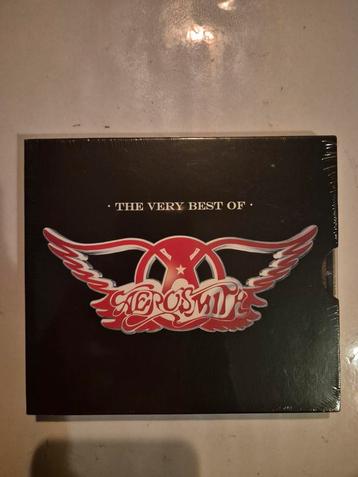 · THE VERY BEST OF ·
AEROSMITH